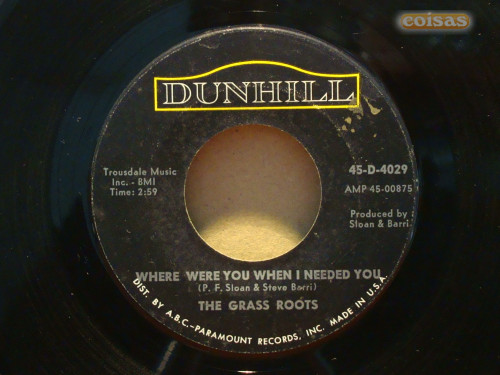 eoisas
DUNHILL
Trousdale Music
Inc. - BMI
Time: 2:59
45-D-4029
AMP 45-00875
Produced by
Sloan & Barri
WHERE WERE YOU WHEN I NEEDED YOU
(P. F. Sloan & Steve Barri)
THE GRASS ROOTS
DIST. BY A.B.C.-PARAMOUNT RECORDS, INC. MADE IN U.S.A.